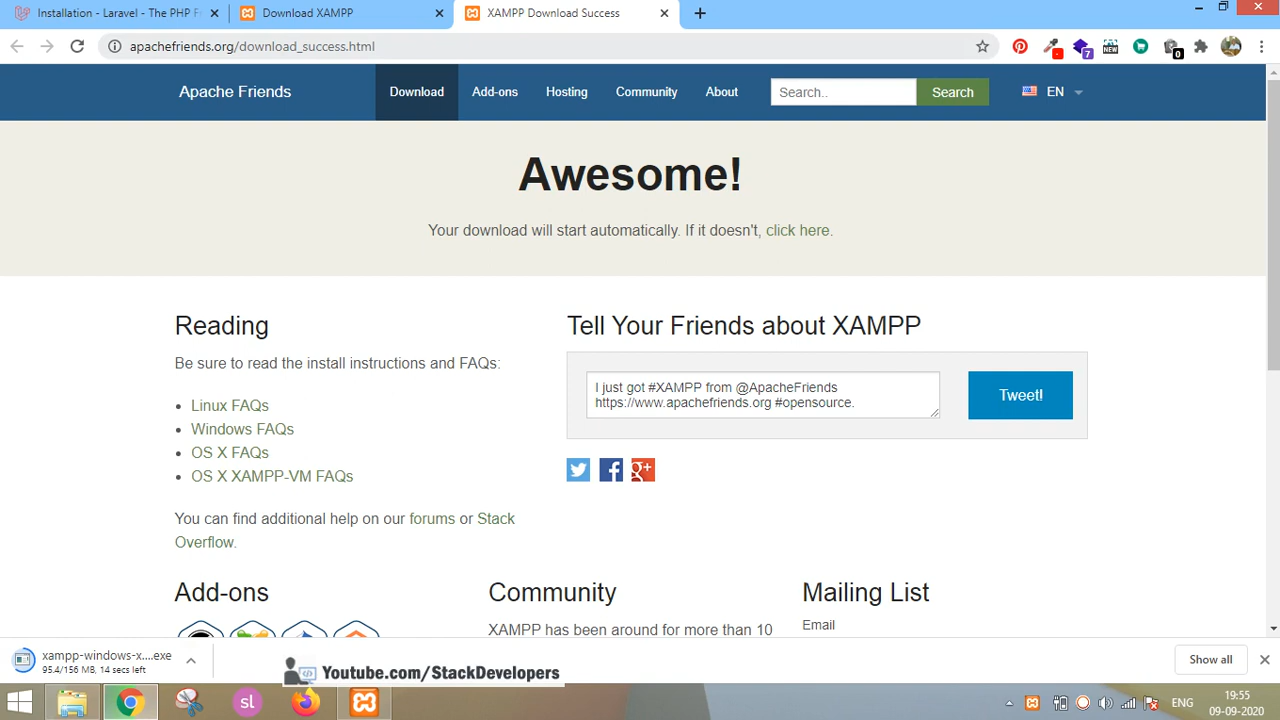 Installation - Laravel - The PHP F
Download XAMPP
XAMPP Download Success
apachefriends.org/download_success.html
7
NEW
0
Apache Friends
Download
Add-ons
Hosting
Community
About
Search..
Search
EN
Awesome!
Your download will start automatically. If it doesn't, click here.
Reading
Be sure to read the install instructions and FAQs:
Linux FAQs
Windows FAQs
OS X FAQs
OS X XAMPP-VM FAQs
You can find additional help on our forums or Stack
Overflow.
Tell Your Friends about XAMPP
I just got #XAMPP from @ApacheFriends
https://www.apachefriends.org #opensource.
Tweet!
Add-ons
Community
XAMPP has been around for more than 10
Mailing List
Email
xampp-windows-x....exe
95.4/156 MB, 14 secs left
Youtube.com/StackDevelopers
Show all
sl
ENG
19:55
09-09-2020